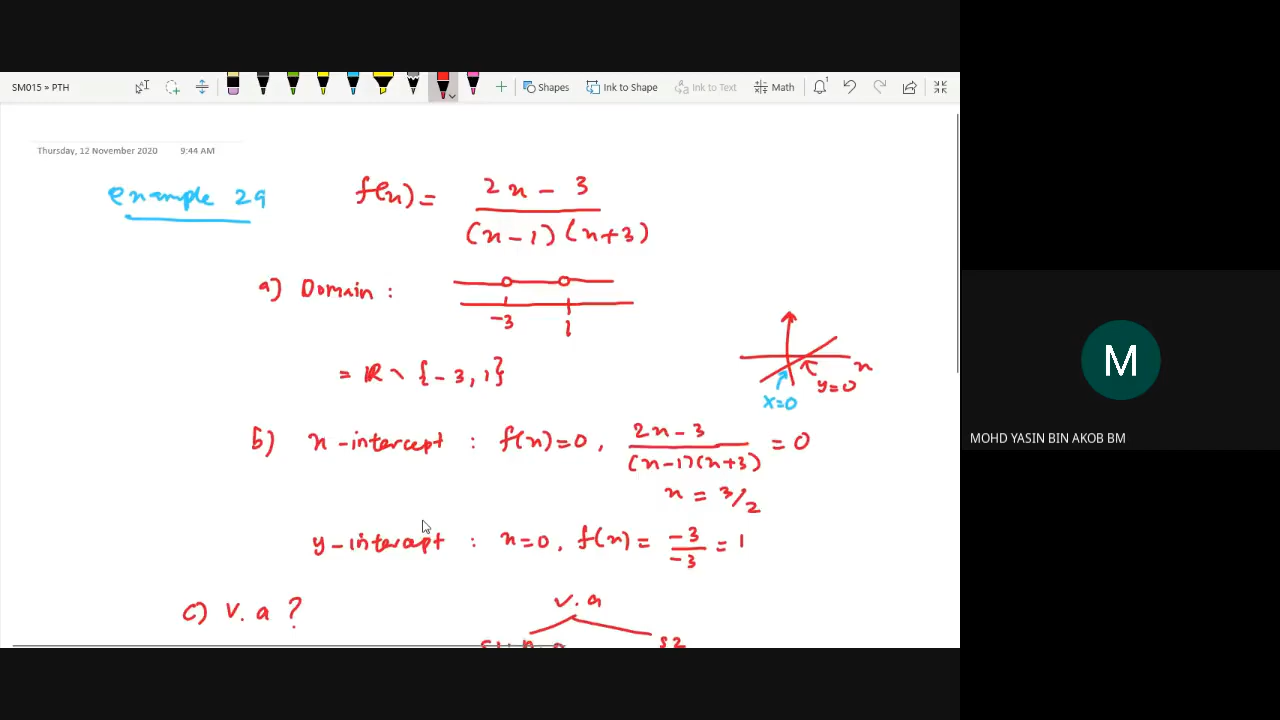 SM015 » PTH
Shapes Ink to Shape Ink to Text Math
Thursday, 12 November 2020 9:44 AM
example 29 f(x) = 2x - 3 / (x-1)(x+3)
a) Domain :
-3 1
= ℝ \ {-3, 1}
x
y=0
x=0
b) x-intercept : f(x)=0, 2x-3 / (x-1)(x+3) = 0
x = 3/2
y-intercept : x=0, f(x) = -3/-3 = 1
c) V.a ?
V.a
S2
M
MOHD YASIN BIN AKOB BM